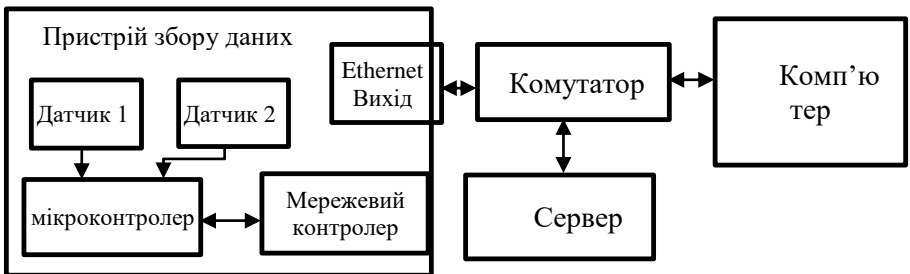 Пристрій збору даних
Датчик 1
Датчик 2
мікроконтролер
Мережевий
контролер
Ethernet
Вихід
Комутатор
Сервер
Комп’ю
тер